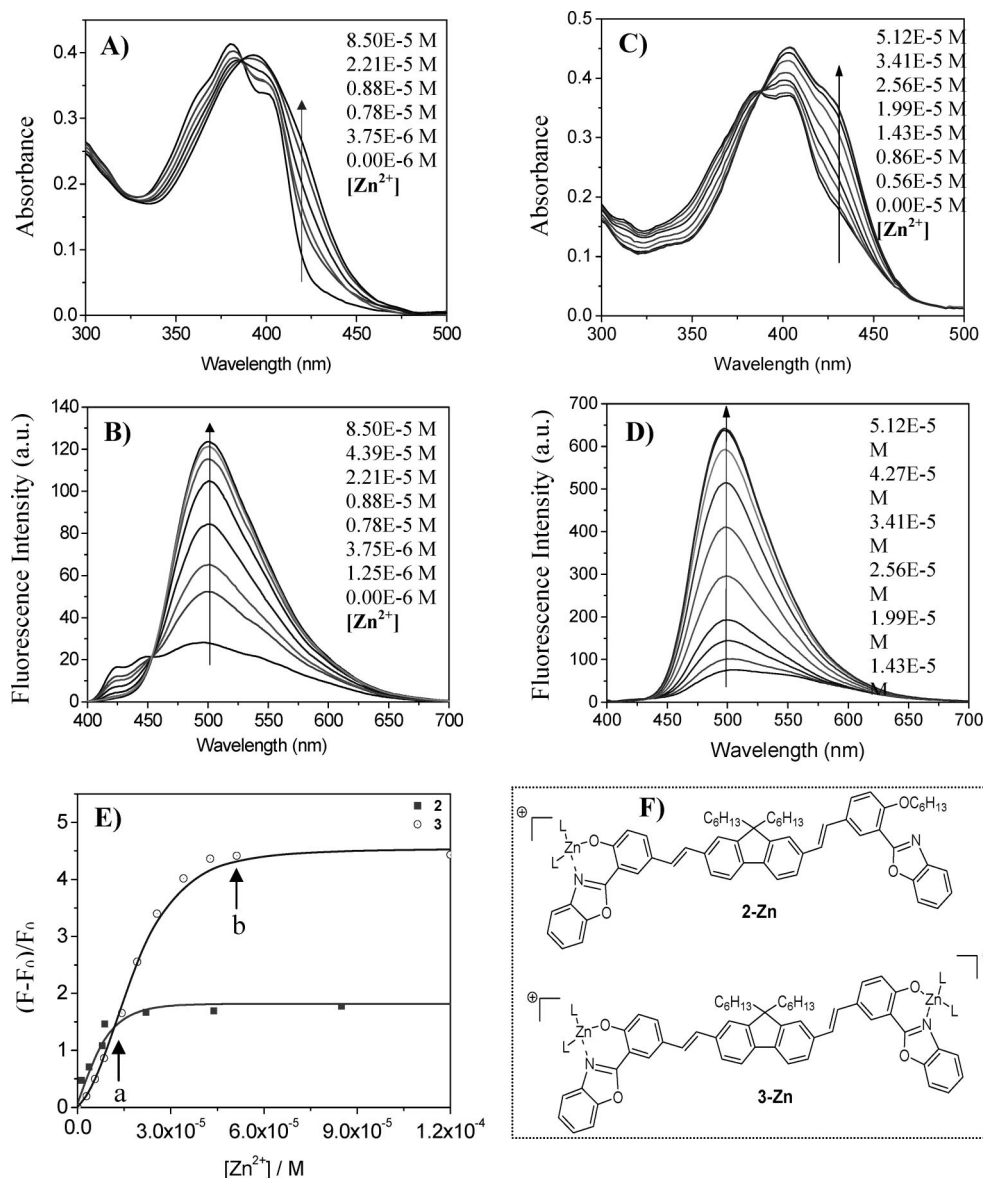 A)
8.50E-5 M
2.21E-5 M
0.88E-5 M
0.78E-5 M
3.75E-6 M
0.00E-6 M
[Zn2+]
Absorbance
0.4
0.3
0.2
0.1
0.0
300 350 400 450 500
Wavelength (nm)
C)
5.12E-5 M
3.41E-5 M
2.56E-5 M
1.99E-5 M
1.43E-5 M
0.86E-5 M
0.56E-5 M
0.00E-5 M
[Zn2+]
Absorbance
0.5
0.4
0.3
0.2
0.1
0.0
300 350 400 450 500
Wavelength (nm)
B)
8.50E-5 M
4.39E-5 M
2.21E-5 M
0.88E-5 M
0.78E-5 M
3.75E-6 M
1.25E-6 M
0.00E-6 M
[Zn2+]
Fluorescence Intensity (a.u.)
140
120
100
80
60
40
20
0
400 450 500 550 600 650 700
Wavelength (nm)
D)
5.12E-5
M
4.27E-5
M
3.41E-5
M
2.56E-5
M
1.99E-5
M
1.43E-5
M
Fluorescence Intensity (a.u.)
700
600
500
400
300
200
100
0
400 450 500 550 600 650 700
Wavelength (nm)
E)
2
3
b
a
(F-F0)/F0
5
4
3
2
1
0
0.0 3.0x10-5 6.0x10-5 9.0x10-5 1.2x10-4
[Zn2+] / M
F)
⊕
L
Zn
L
O
N
O
C6H13 C6H13
OC6H13
N
O
2-Zn
⊕
L
Zn
L
O
N
O
C6H13 C6H13
O
Zn
L
L
N
O
3-Zn